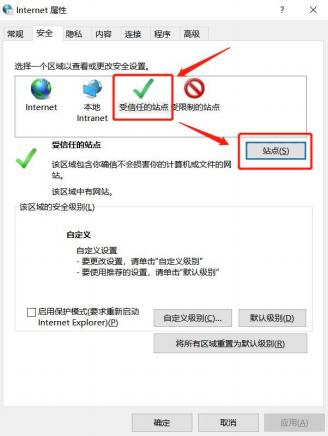 Internet 属性
常规 安全 隐私 内容 连接 程序 高级
选择一个区域以查看或更改安全设置。
Internet 本地 Intranet 受信任的站点 受限制的站点
受信任的站点
站点(S)
该区域包含你确信不会损害你的计算机或文件的网
站。
该区域中有网站。
该区域的安全级别(L)
自定义
自定义设置
- 要更改设置，请单击"自定义级别"
- 要使用推荐的设置，请单击"默认级别"
启用保护模式(要求重新启动
Internet Explorer)(P)
自定义级别(C)... 默认级别(D)
将所有区域重置为默认级别(R)
确定 取消 应用(A)